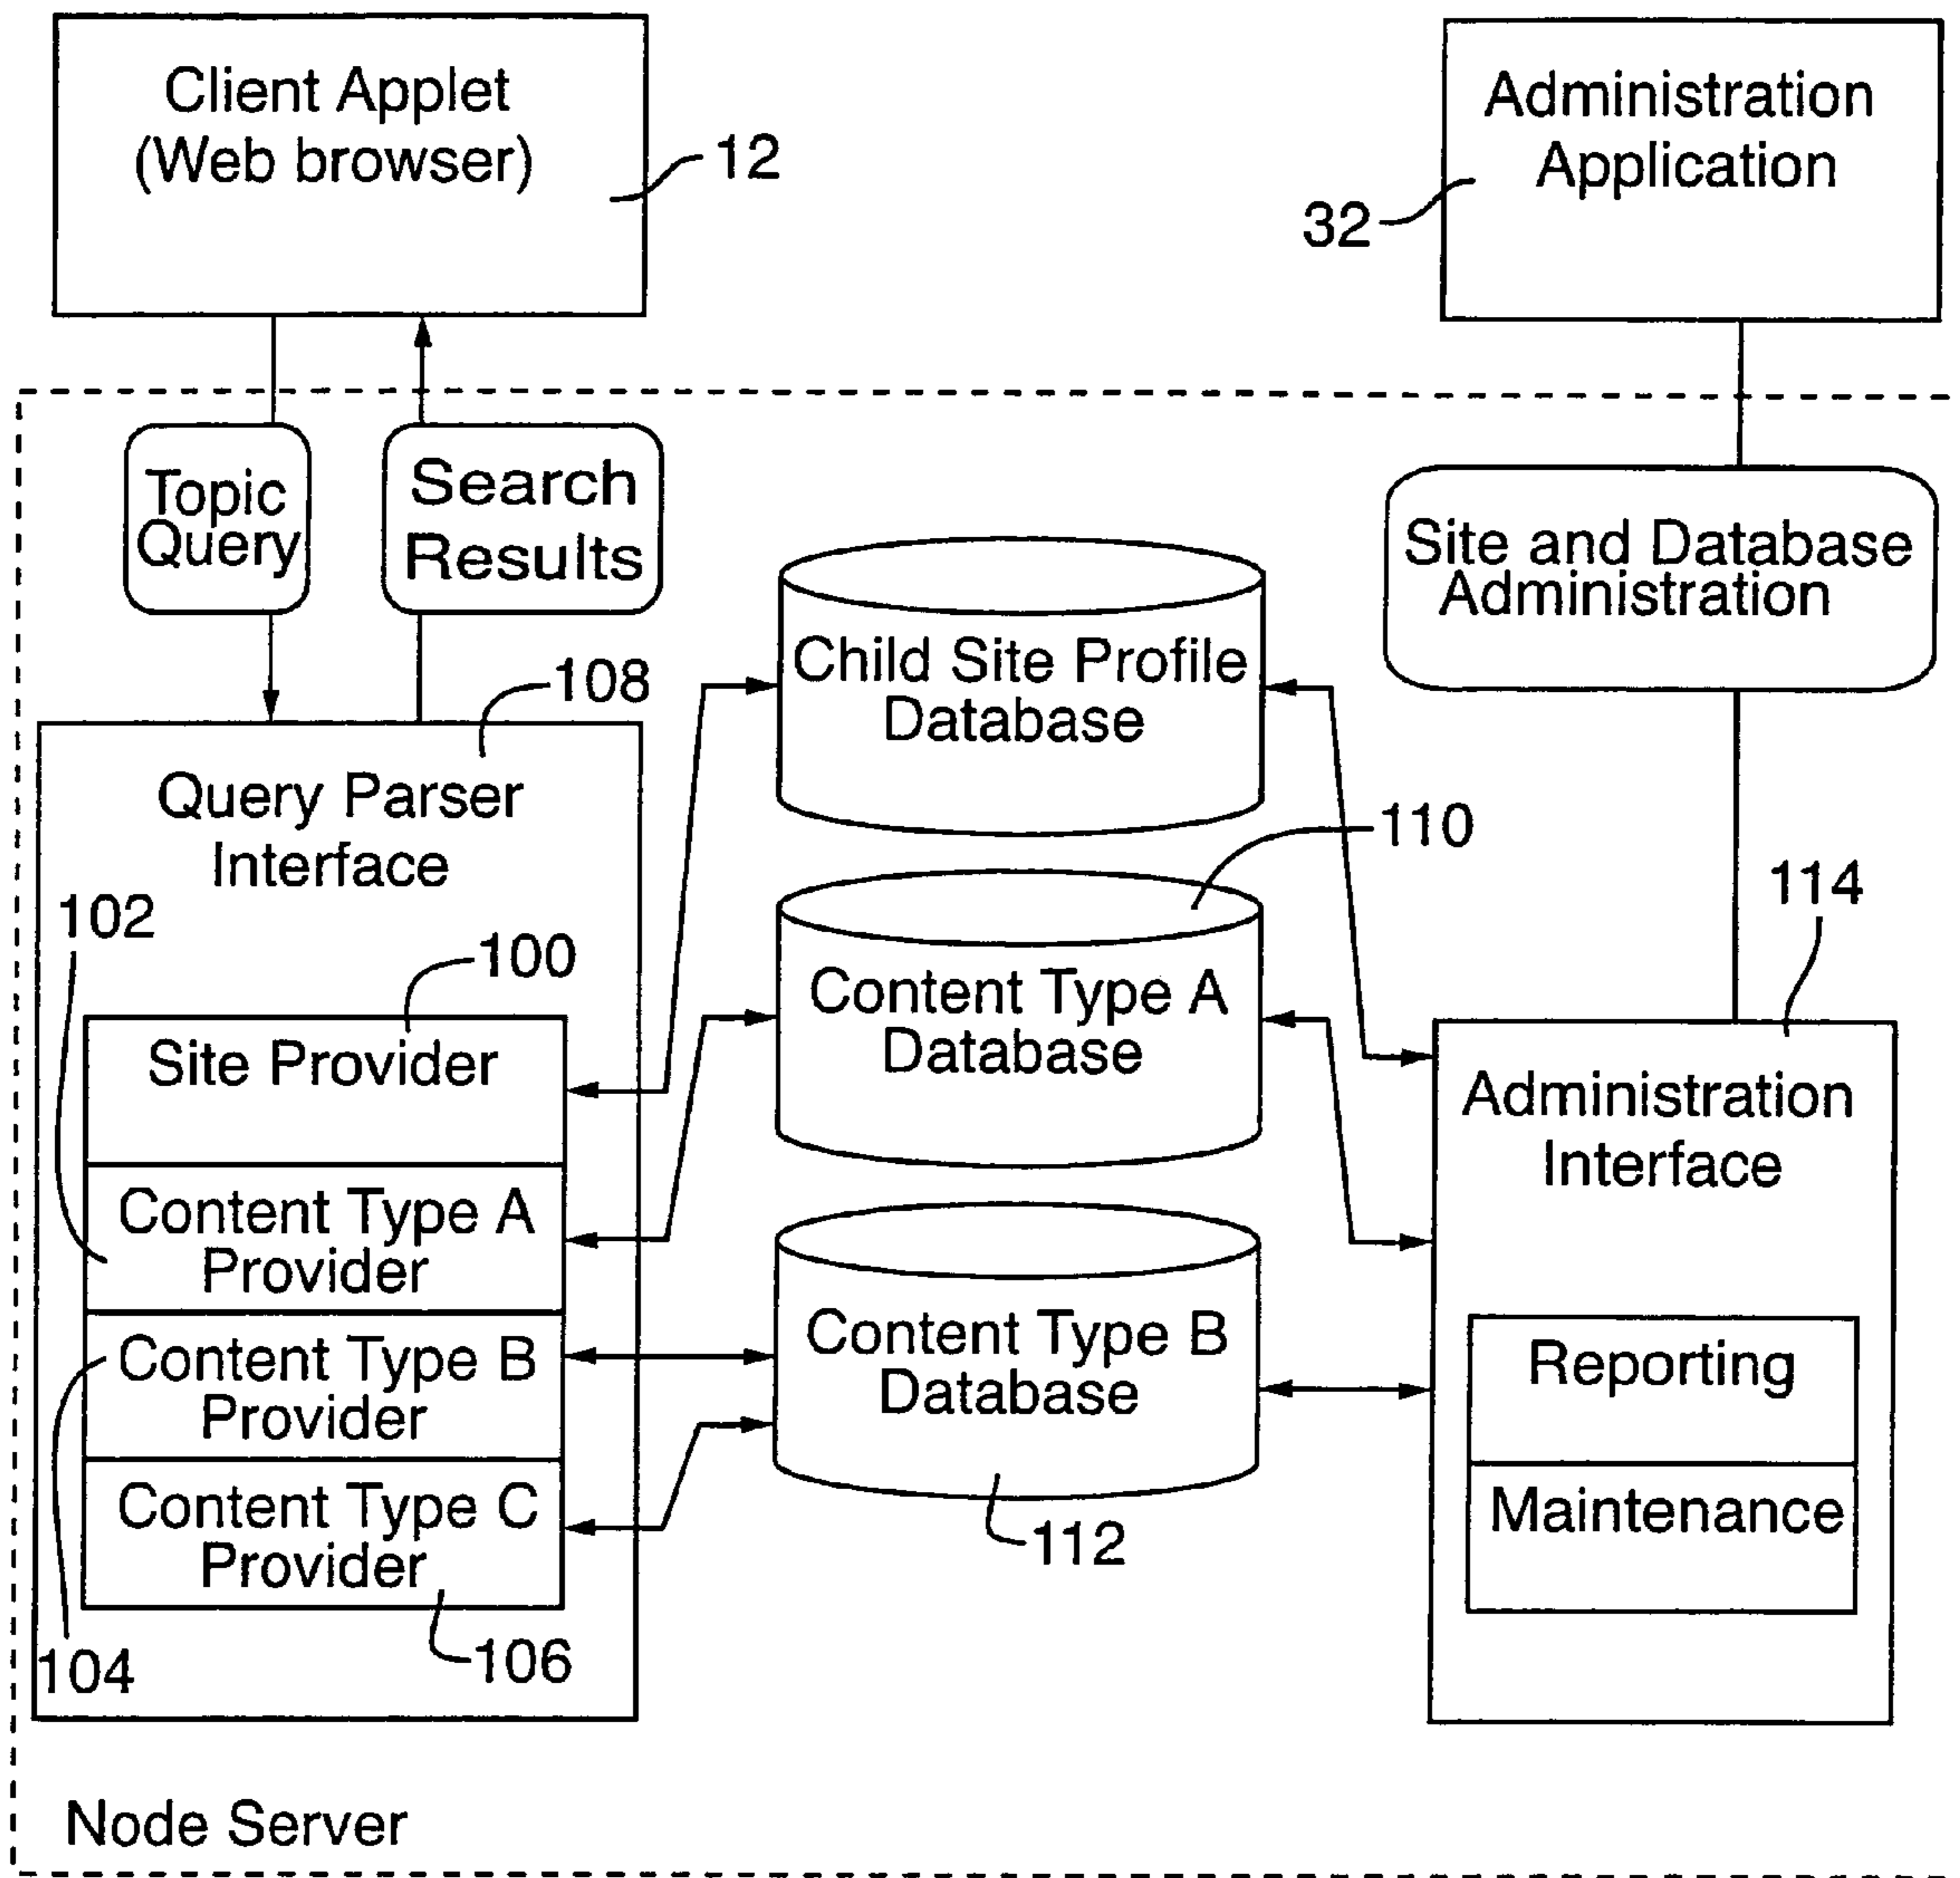 Client Applet
(Web browser)
12
Administration
Application
32
Topic
Query
Search
Results
Site and Database
Administration
Child Site Profile
Database
108
Query Parser
Interface
110
102
100
114
Site Provider
Content Type A
Database
Administration
Interface
Content Type A
Provider
Content Type B
Provider
Content Type B
Database
Reporting
Content Type C
Provider
Maintenance
112
104
106
Node Server